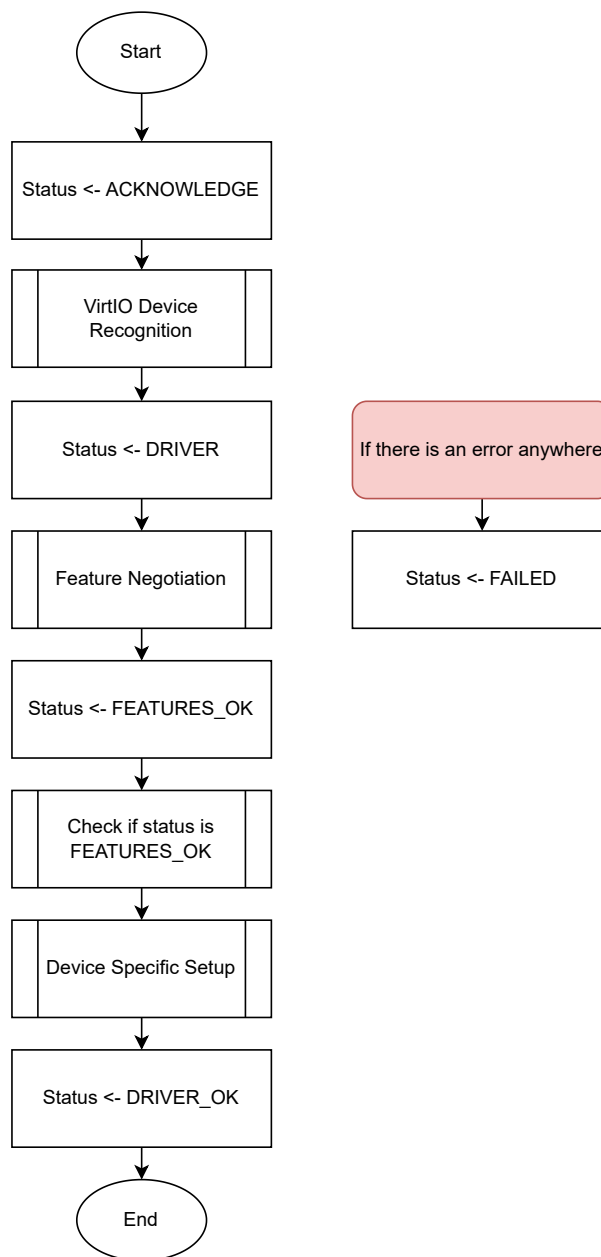 Start
Status <- ACKNOWLEDGE
VirtIO Device
Recognition
Status <- DRIVER
If there is an error anywhere
Feature Negotiation
Status <- FAILED
Status <- FEATURES_OK
Check if status is
FEATURES_OK
Device Specific Setup
Status <- DRIVER_OK
End